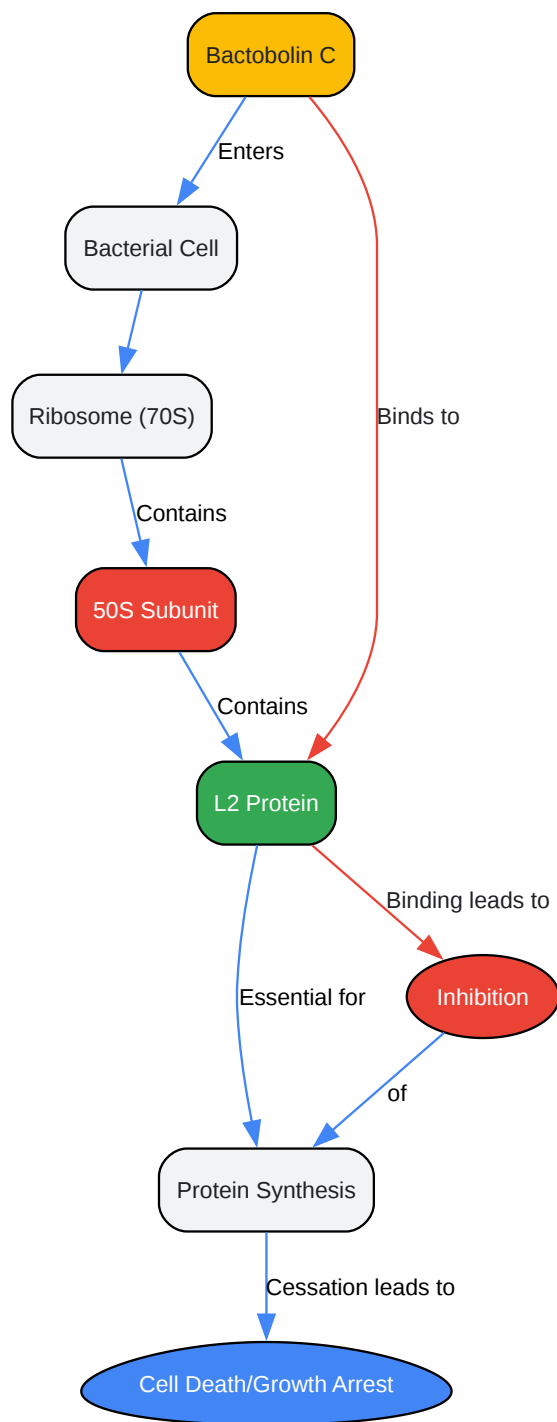 Bactobolin C
Enters
Bacterial Cell
Ribosome (70S)
Binds to
Contains
50S Subunit
Contains
L2 Protein
Binding leads to
Essential for
Inhibition
of
Protein Synthesis
Cessation leads to
Cell Death/Growth Arrest